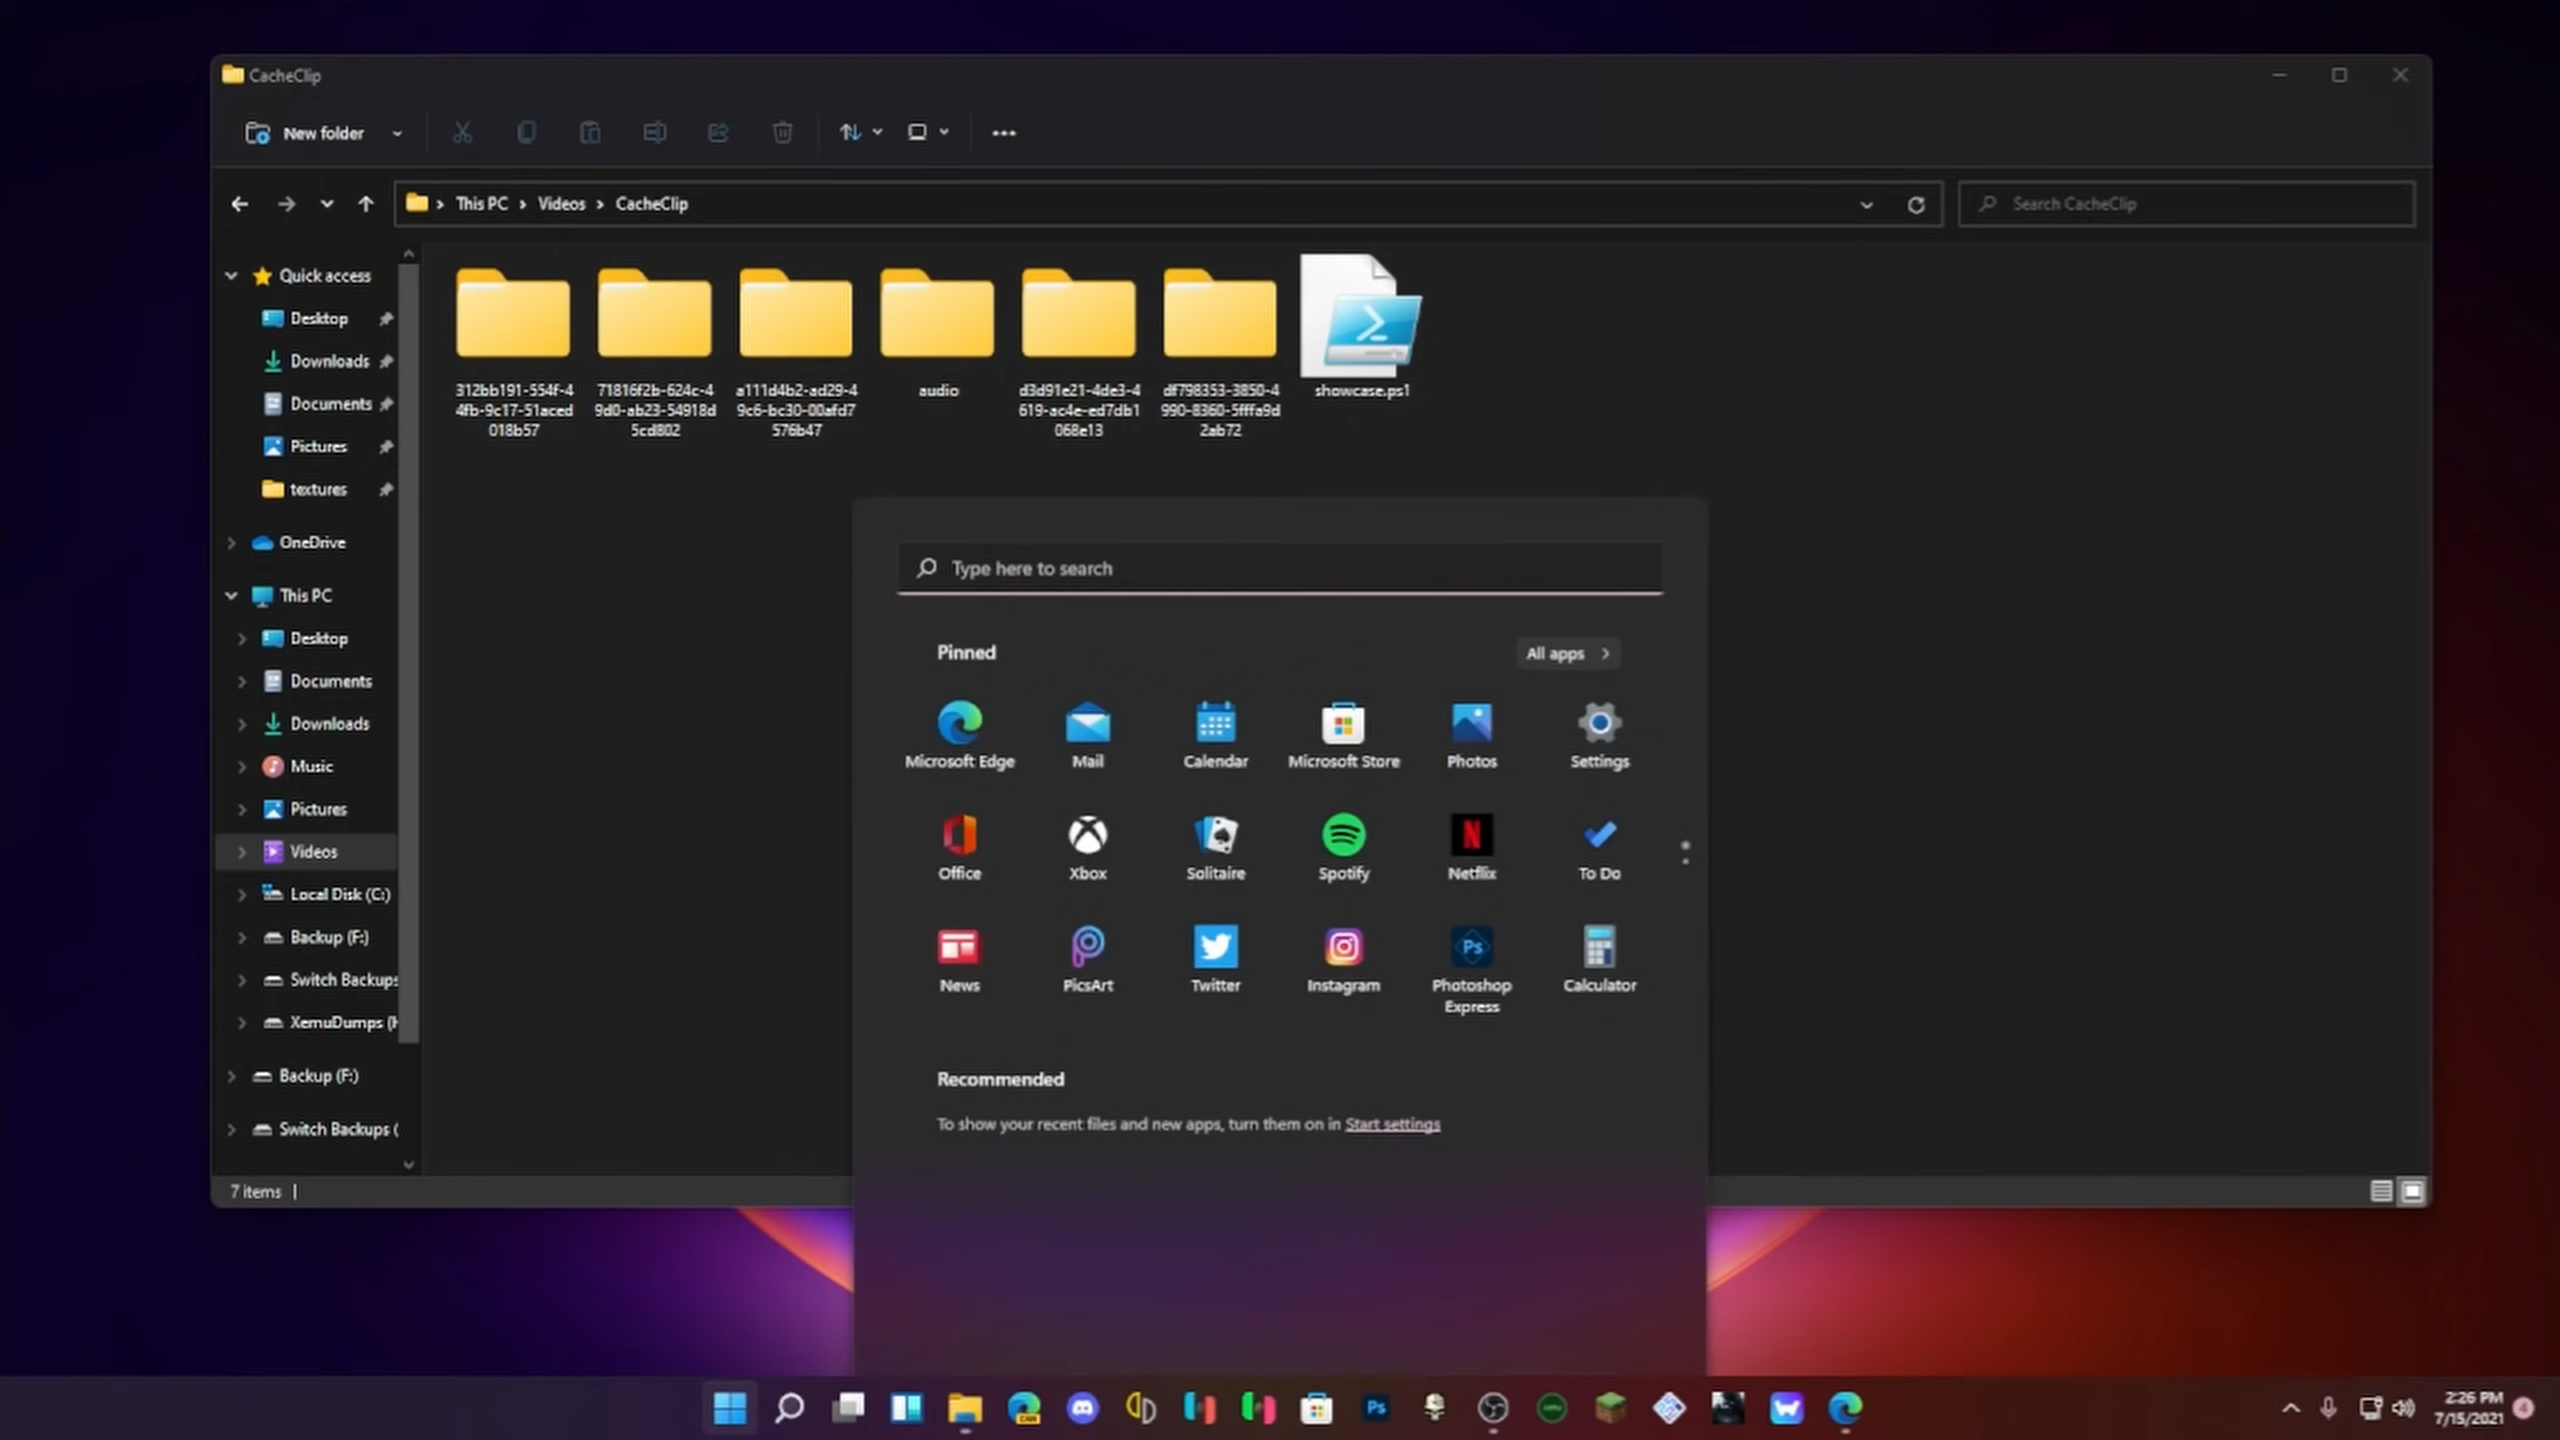 CacheClip
New folder
This PC > Videos > CacheClip
Search CacheClip
Quick access
Desktop
Downloads
Documents
Pictures
textures
OneDrive
This PC
Desktop
Documents
Downloads
Music
Pictures
Videos
Local Disk (C:)
Backup (F:)
Switch Backups
XemuDumps (H
Backup (F:)
Switch Backups (
312bb191-554f-4
4fb-9c17-51aced
018b57
71816f2b-624c-4
9d0-ab23-54918d
5cd802
a111d4b2-ad29-4
9c6-bc30-00afd7
576b47
audio
d3d91e21-4de3-4
619-ac4e-ed7db1
068e13
df798353-3850-4
990-8360-5fffa9d
2ab72
showcase.ps1
Type here to search
Pinned
All apps >
Microsoft Edge
Mail
Calendar
Microsoft Store
Photos
Settings
Office
Xbox
Solitaire
Spotify
Netflix
To Do
News
PicsArt
Twitter
Instagram
Photoshop
Express
Calculator
Recommended
To show your recent files and new apps, turn them on in Start settings
7 items
2:26 PM
7/15/2021
4